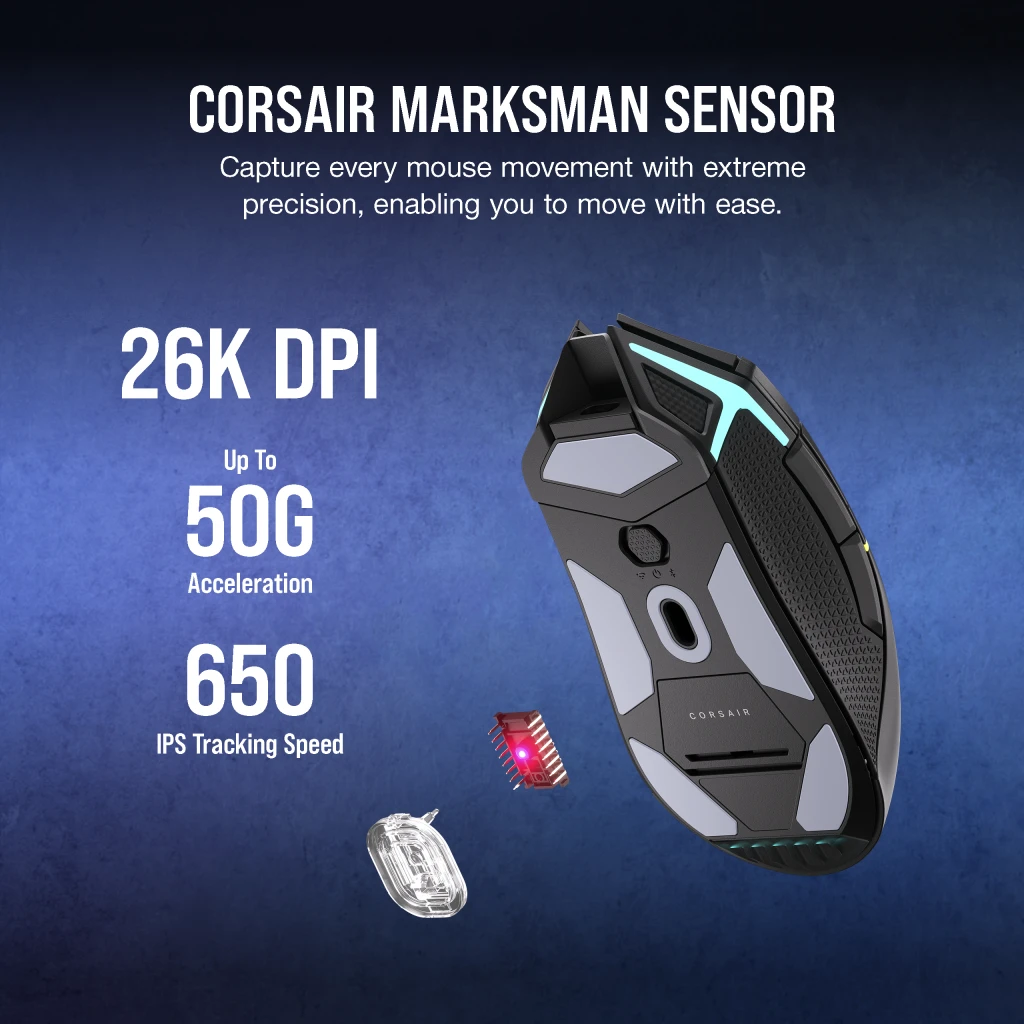 CORSAIR MARKSMAN SENSOR
Capture every mouse movement with extreme
precision, enabling you to move with ease.
26K DPI
Up To
50G
Acceleration
650
IPS Tracking Speed
CORSAIR